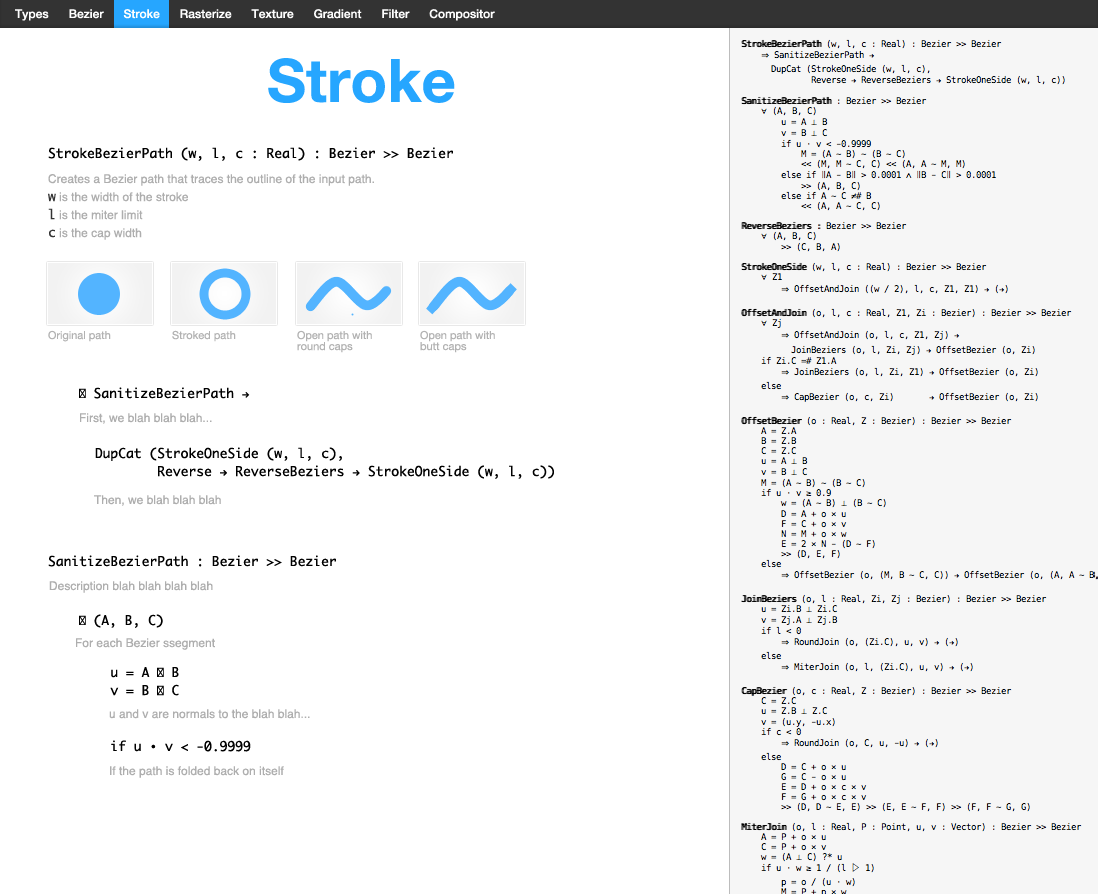 Types Bezier Stroke Rasterize Texture Gradient Filter Compositor
Stroke
StrokeBezierPath (w, l, c : Real) : Bezier >> Bezier
Creates a Bezier path that traces the outline of the input path.
w is the width of the stroke
l is the miter limit
c is the cap width
Original path
Stroked path
Open path with
round caps
Open path with
butt caps
SanitizeBezierPath →
First, we blah blah blah...
DupCat (StrokeOneSide (w, l, c),
Reverse → ReverseBeziers → StrokeOneSide (w, l, c))
Then, we blah blah blah
SanitizeBezierPath : Bezier >> Bezier
Description blah blah blah blah
(A, B, C)
For each Bezier ssegment
u = A ⊠ B
v = B ⊠ C
u and v are normals to the blah blah...
if u • v < -0.9999
If the path is folded back on itself
StrokeBezierPath (w, l, c : Real) : Bezier >> Bezier
⇒ SanitizeBezierPath →
DupCat (StrokeOneSide (w, l, c),
Reverse → ReverseBeziers → StrokeOneSide (w, l, c))
SanitizeBezierPath : Bezier >> Bezier
∀ (A, B, C)
u = A ⊥ B
v = B ⊥ C
if u · v < -0.9999
M = (A ~ B) ~ (B ~ C)
<< (M, M ~ C, C) << (A, A ~ M, M)
else if ‖A - B‖ > 0.0001 ∧ ‖B - C‖ > 0.0001
>> (A, B, C)
else if A ~ C ≠# B
<< (A, A ~ C, C)
ReverseBeziers : Bezier >> Bezier
∀ (A, B, C)
>> (C, B, A)
StrokeOneSide (w, l, c : Real) : Bezier >> Bezier
∀ Z1
⇒ OffsetAndJoin ((w / 2), l, c, Z1, Z1) → (→)
OffsetAndJoin (o, l, c : Real, Z1, Zi : Bezier) : Bezier >> Bezier
∀ Zj
⇒ OffsetAndJoin (o, l, c, Z1, Zj) →
JoinBeziers (o, l, Zi, Zj) → OffsetBezier (o, Zi)
if Zi.C =# Z1.A
⇒ JoinBeziers (o, l, Zi, Z1) → OffsetBezier (o, Zi)
else
⇒ CapBezier (o, c, Zi) → OffsetBezier (o, Zi)
OffsetBezier (o : Real, Z : Bezier) : Bezier >> Bezier
A = Z.A
B = Z.B
C = Z.C
u = A ⊥ B
v = B ⊥ C
M = (A ~ B) ~ (B ~ C)
if u · v ≥ 0.9
w = (A ~ B) ⊥ (B ~ C)
D = A + o × u
F = C + o × v
N = M + o × w
E = 2 × N - (D ~ F)
>> (D, E, F)
else
⇒ OffsetBezier (o, (M, B ~ C, C)) → OffsetBezier (o, (A, A ~ B,
JoinBeziers (o, l : Real, Zi, Zj : Bezier) : Bezier >> Bezier
u = Zi.B ⊥ Zi.C
v = Zj.A ⊥ Zj.B
if l < 0
⇒ RoundJoin (o, (Zi.C), u, v) → (→)
else
⇒ MiterJoin (o, l, (Zi.C), u, v) → (→)
CapBezier (o, c : Real, Z : Bezier) : Bezier >> Bezier
C = Z.C
u = Z.B ⊥ Z.C
v = (u.y, -u.x)
if c < 0
⇒ RoundJoin (o, C, u, -u) → (→)
else
D = C + o × u
G = C - o × u
E = D + o × c × v
F = G + o × c × v
>> (D, D ~ E, E) >> (E, E ~ F, F) >> (F, F ~ G, G)
MiterJoin (o, l : Real, P : Point, u, v : Vector) : Bezier >> Bezier
A = P + o × u
C = P + o × v
w = (A ⊥ C) ?* u
if u · w ≥ 1 / (l ▷ 1)
p = o / (u · w)
M = P + p × w